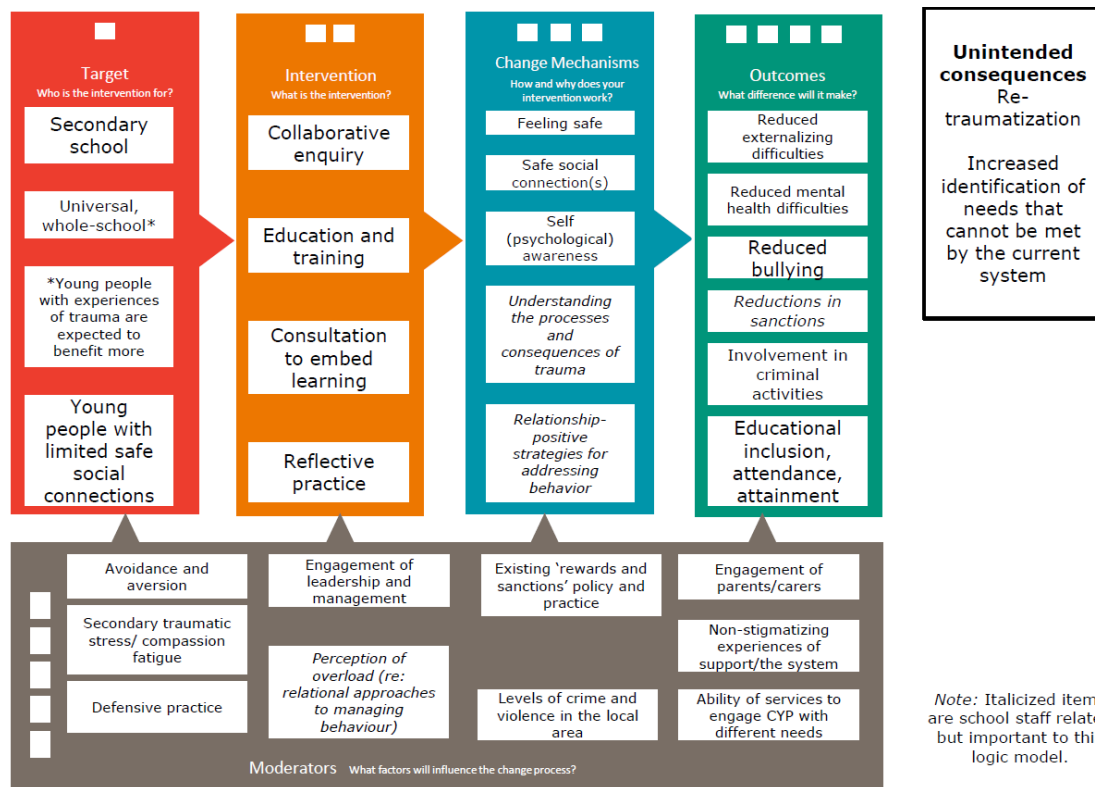 Target
Who is the intervention for?
Secondary
school
Universal,
whole-school*
*Young people
with experiences
of trauma are
expected to
benefit more
Young
people with
limited safe
social
connections
Intervention
What is the intervention?
Collaborative
enquiry
Education and
training
Consultation
to embed
learning
Reflective
practice
Change Mechanisms
How and why does your
intervention work?
Feeling safe
Safe social
connection(s)
Self
(psychological)
awareness
Understanding
the processes
and
consequences of
trauma
Relationship-
positive
strategies for
addressing
behavior
Outcomes
What difference will it make?
Reduced
externalizing
difficulties
Reduced mental
health difficulties
Reduced
bullying
Reductions in
sanctions
Involvement in
criminal
activities
Educational
inclusion,
attendance,
attainment
Unintended
consequences
Re-
traumatization
Increased
identification of
needs that
cannot be met
by the current
system
Avoidance and
aversion
Secondary traumatic
stress/ compassion
fatigue
Defensive practice
Engagement of
leadership and
management
Perception of
overload (re:
relational approaches
to managing
behaviour)
Existing ‘rewards and
sanctions’ policy and
practice
Levels of crime and
violence in the local
area
Engagement of
parents/carers
Non-stigmatizing
experiences of
support/the system
Ability of services to
engage CYP with
different needs
Moderators What factors will influence the change process?
Note: Italicized item
are school staff relate
but important to thi
logic model.